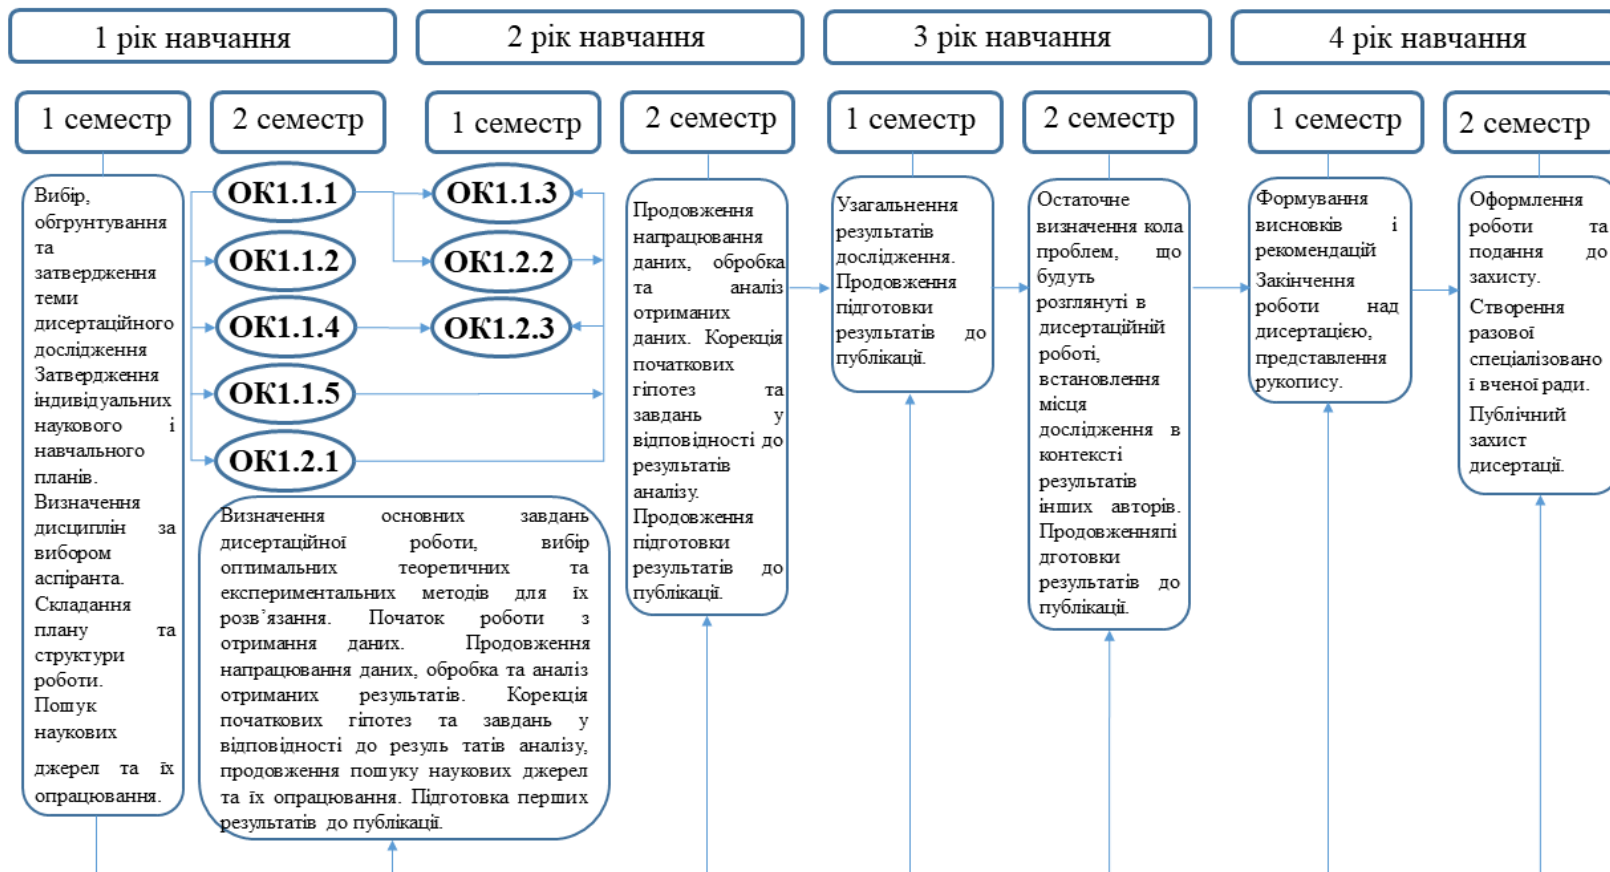 1 рік навчання
2 рік навчання
3 рік навчання
4 рік навчання
1 семестр
2 семестр
1 семестр
2 семестр
1 семестр
2 семестр
1 семестр
2 семестр
Вибір,
обгрунтування
та
затвердження
теми
дисертаційного
дослідження
Затвердження
індивідуальних
наукового і
навчального
планів.
Визначення
дисциплін за
вибором
аспіранта.
Складання
плану та
структури
роботи.
Пошук
наукових
джерел та їх
опрацювання.
ОК1.1.1
ОК1.1.2
ОК1.1.4
ОК1.1.5
ОК1.2.1
ОК1.1.3
ОК1.2.2
ОК1.2.3
Визначення основних завдань
дисертаційної роботи, вибір
оптимальних теоретичних та
експериментальних методів для їх
розв’язання. Початок роботи з
отримання даних. Продовження
напрацювання даних, обробка та аналіз
отриманих результатів. Корекція
початкових гіпотез та завдань у
відповідності до резуль татів аналізу,
продовження пошуку наукових джерел
та їх опрацювання. Підготовка перших
результатів до публікації.
Продовження
напрацювання
даних, обробка
та аналіз
отриманих
даних. Корекція
початкових
гіпотез та
завдань у
відповідності до
результатів
аналізу.
Продовження
підготовки
результатів до
публікації.
Узагальнення
результатів
дослідження.
Продовження
підготовки
результатів до
публікації.
Остаточне
визначення кола
проблем, що
будуть
розглянуті в
дисертаційній
роботі,
встановлення
місця
дослідження в
контексті
результатів
інших авторів.
Продовженняпі
дготовки
результатів до
публікації.
Формування
висновків і
рекомендацій
Закінчення
роботи над
дисертацією,
представлення
рукопису.
Оформлення
роботи та
подання до
захисту.
Створення
разової
спеціалізовано
ї вченої ради.
Публічний
захист
дисертації.